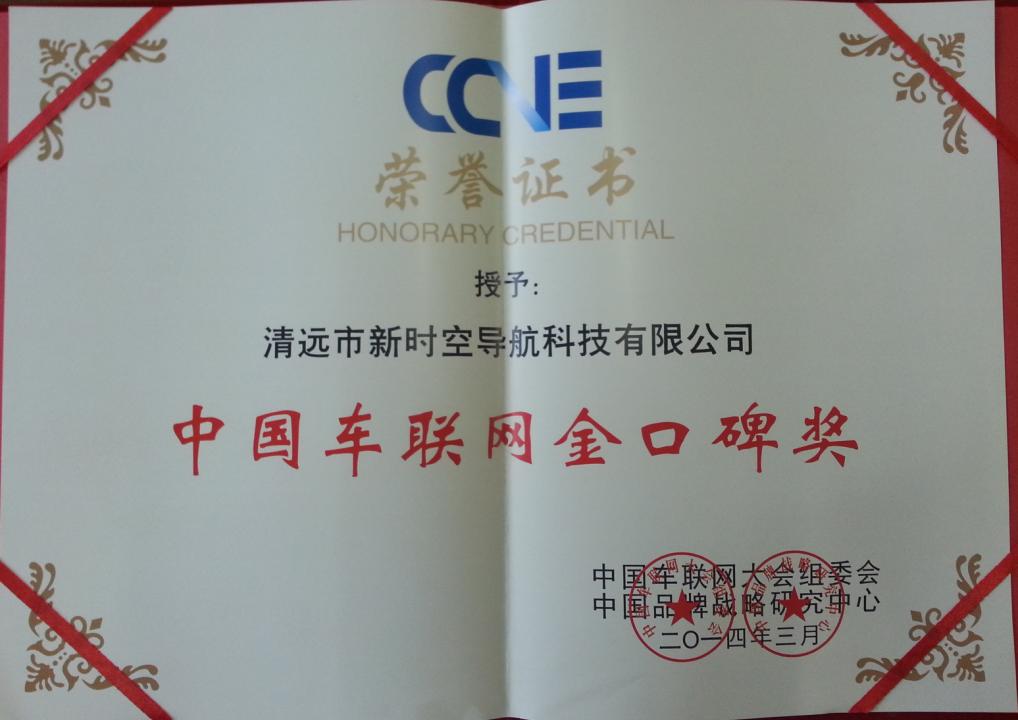 CCVE
荣誉证书
HONORARY CREDENTIAL
授予:
清远市新时空导航科技有限公司
中国车联网金口碑奖
中国车联网大会组委会
中国品牌战略研究中心
二〇一四年三月